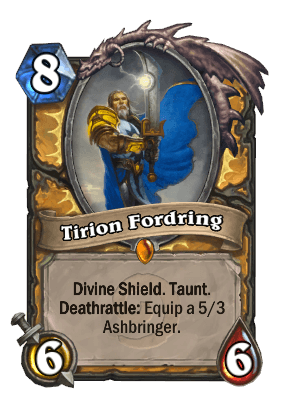 8
Tirion Fordring
Divine Shield. Taunt.
Deathrattle: Equip a 5/3
Ashbringer.
6 6